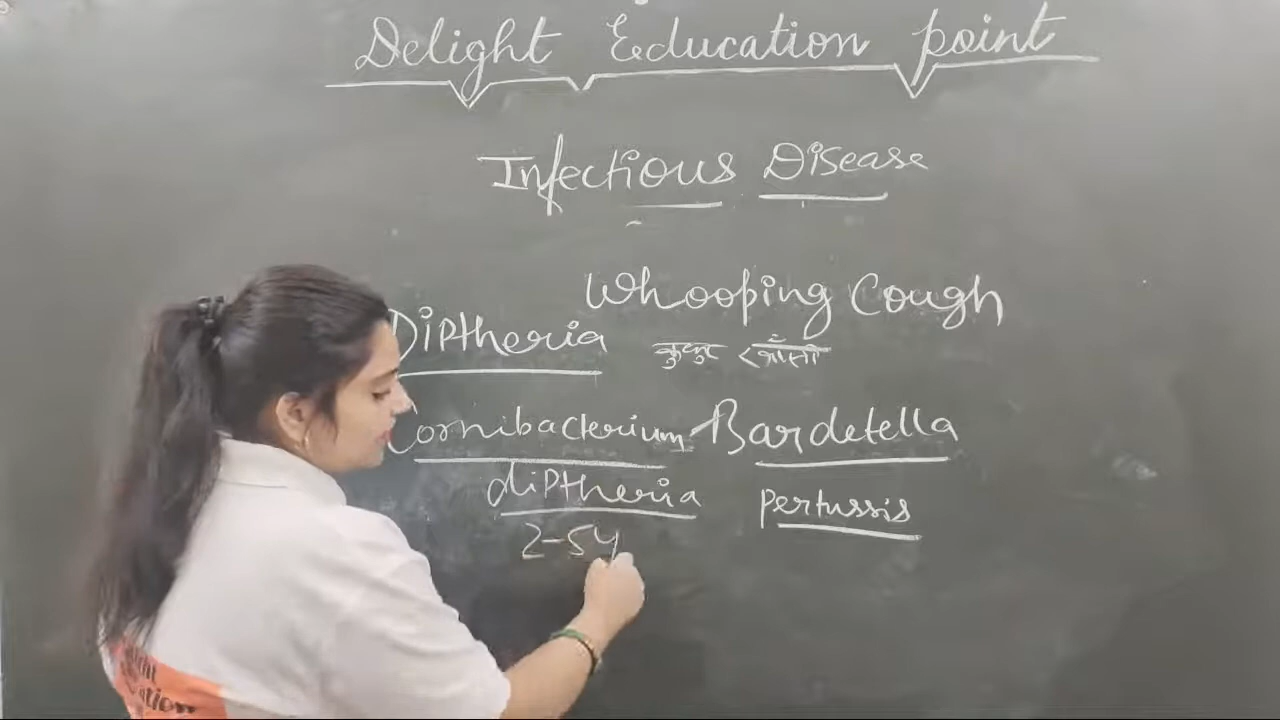 Delight Education point
Infectious Disease
Whooping Cough
Diptheria
Cornibacterium
Bardetella
diptheria
pertussis
2-5y